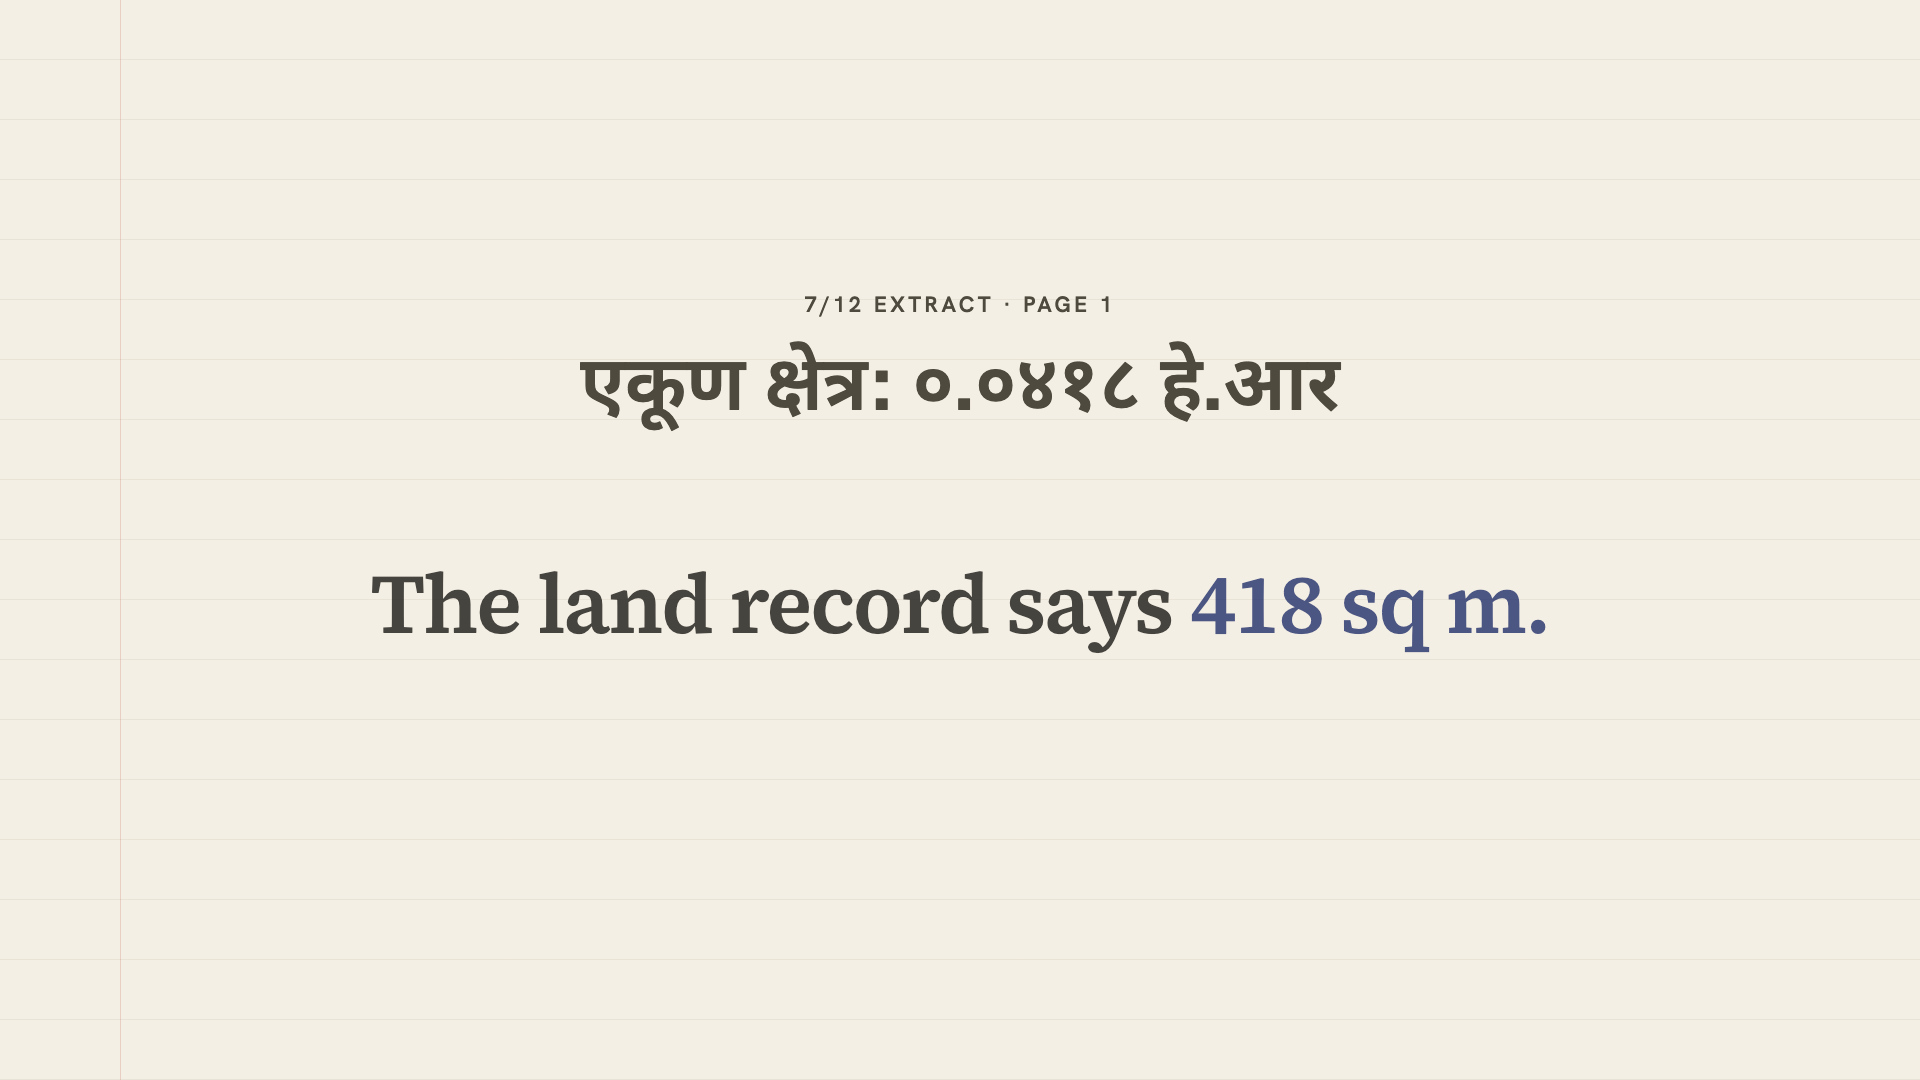 7/12 EXTRACT · PAGE 1
एकूण क्षेत्र: ०.०४१८ हे.आर
The land record says 418 sq m.